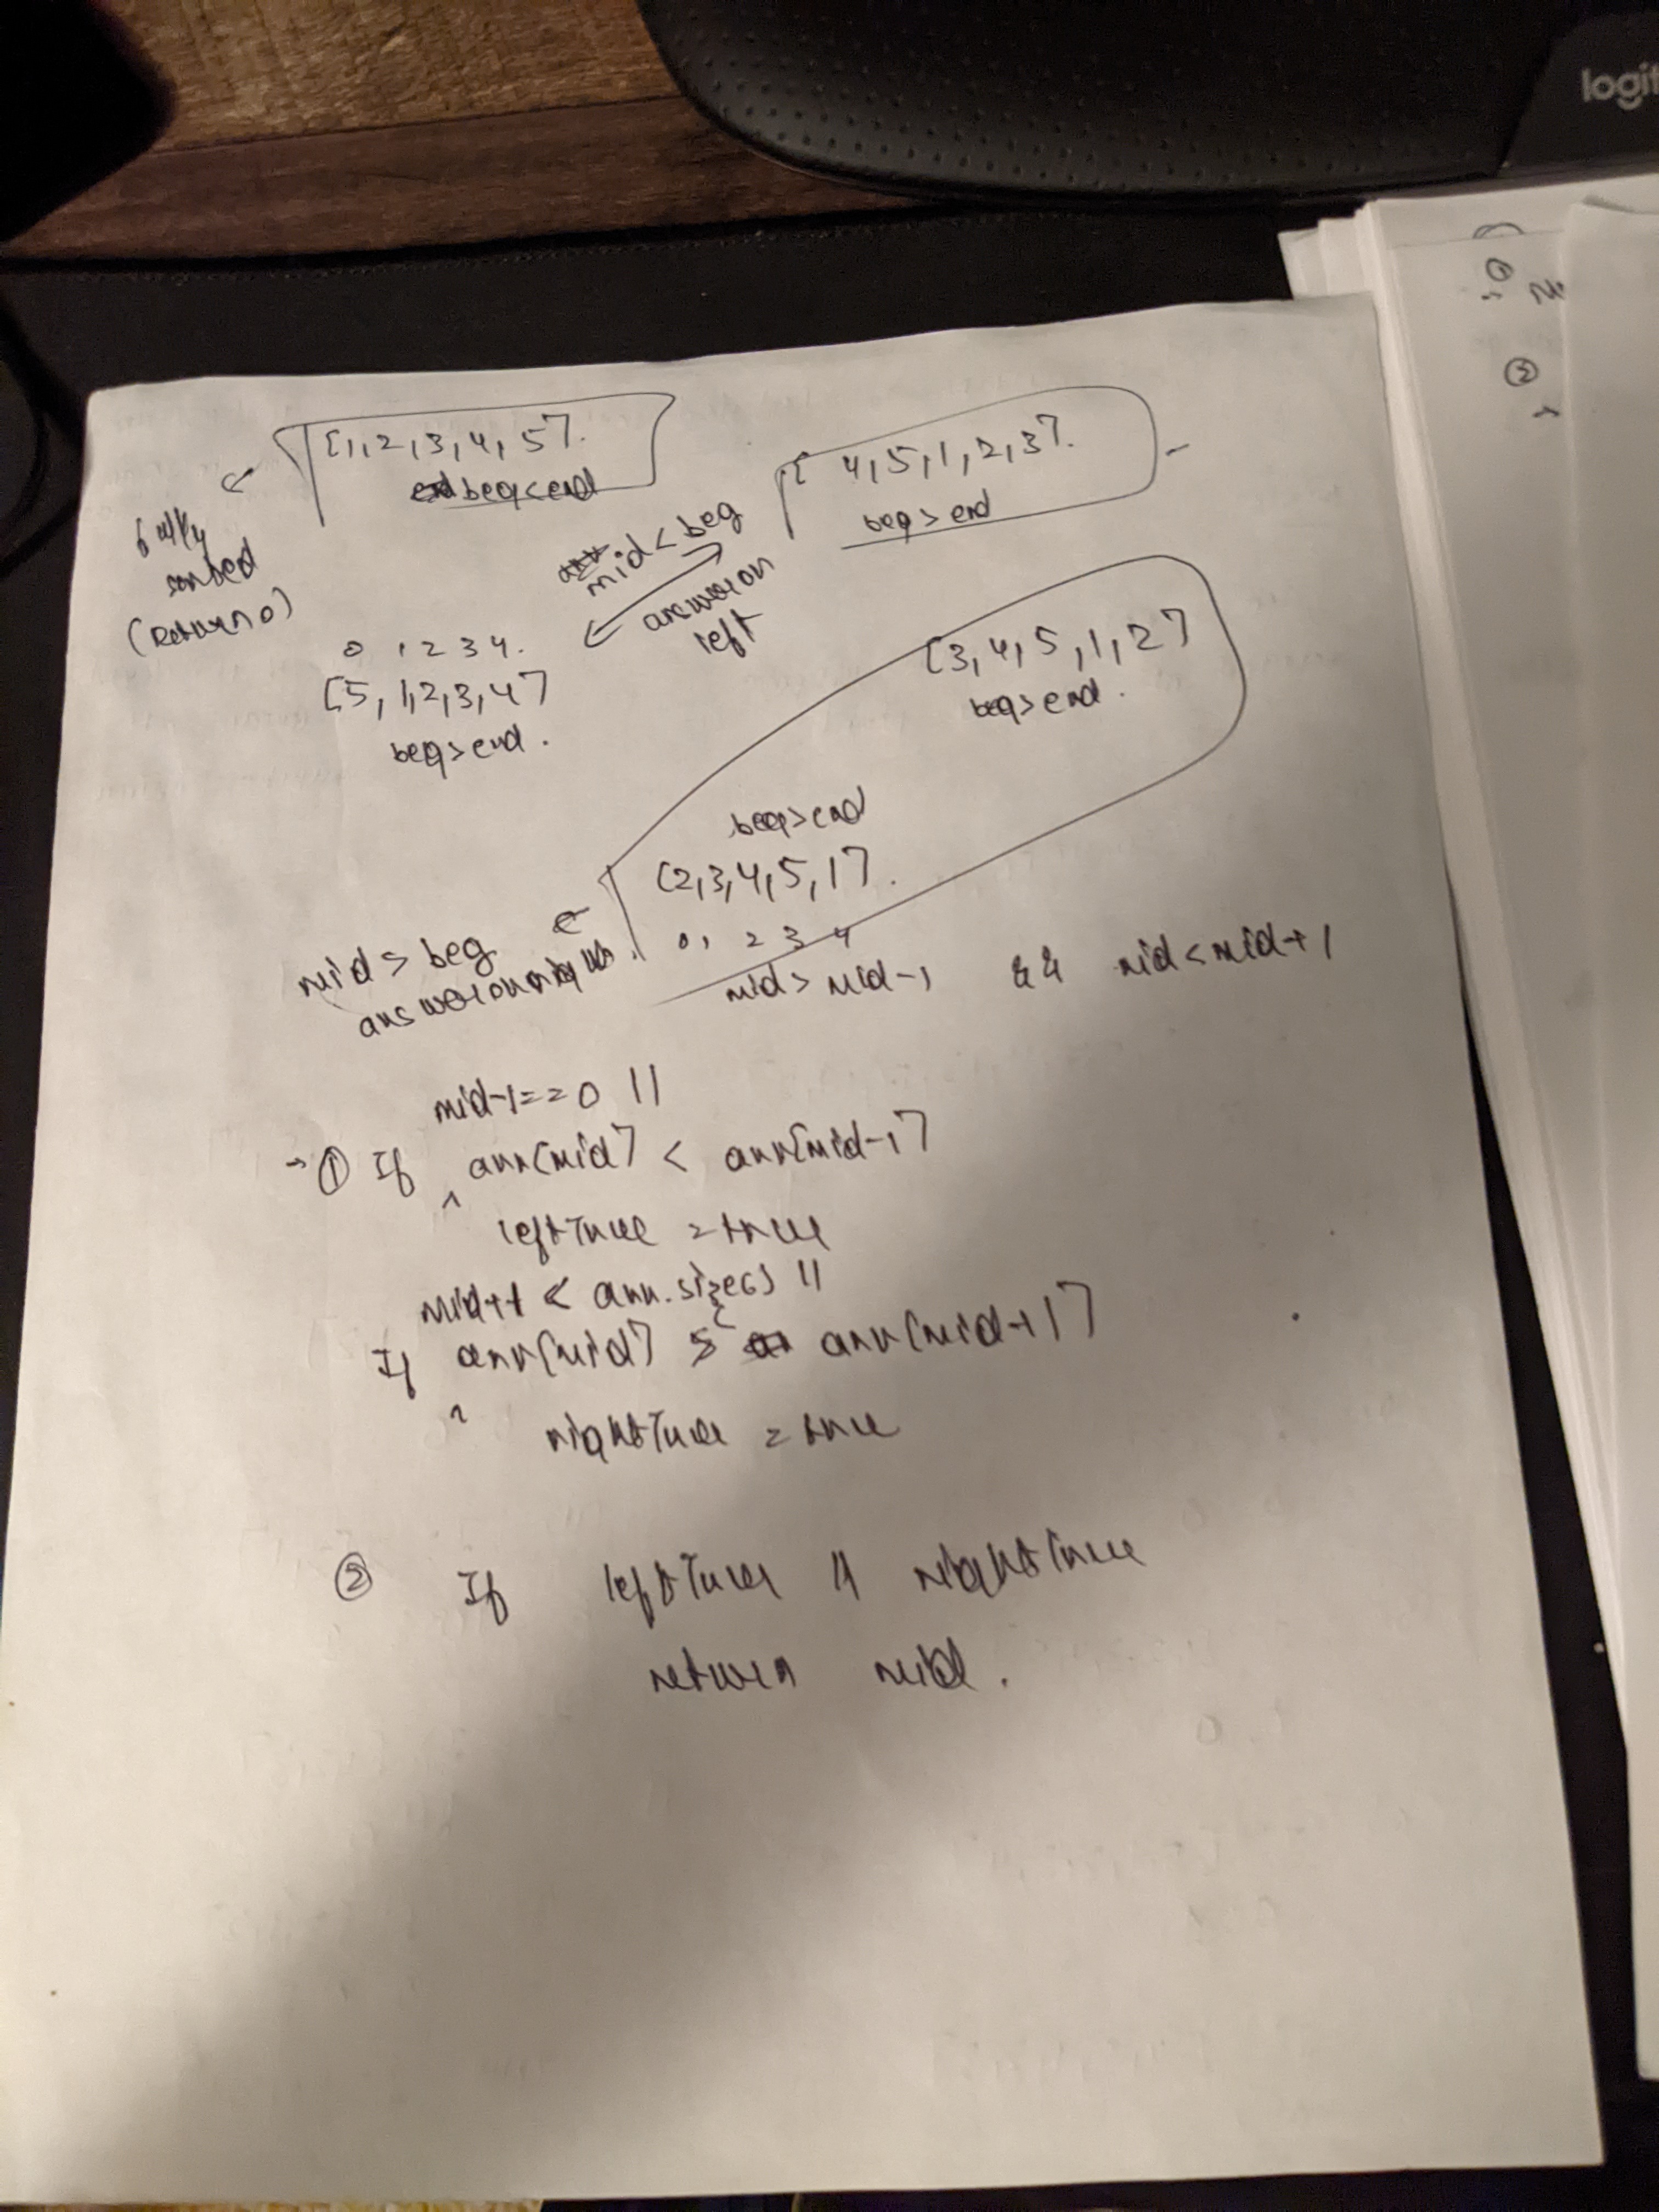 logit
[1,2,3,4,5].
beg<end
fully
sorted
(Return 0)
[4,5,1,2,3].
beg > end
mid < beg
answer on
left
0 1 2 3 4.
[5,1,2,3,4]
beg>end.
[3,4,5,1,2]
beg>end.
beg>end
[2,3,4,5,1].
0 1 2 3 4
mid > beg
answer on right.
mid > mid-1 && mid < mid+1
mid-1==0 ||
→ ① If arr[mid] < arr[mid-1]
leftTrue = true
mid+1 < arr.size() ||
If arr[mid] < arr[mid+1]
rightTrue = true
② If leftTrue || rightTrue
return mid.
①
②